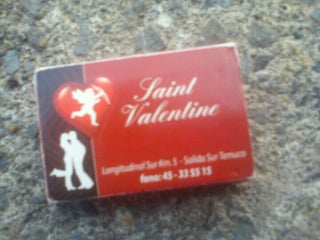 Saint
Valentine
Longitudinal Sur Km. 5 - Salida Sur Temuco
fono: 45 - 33 55 15